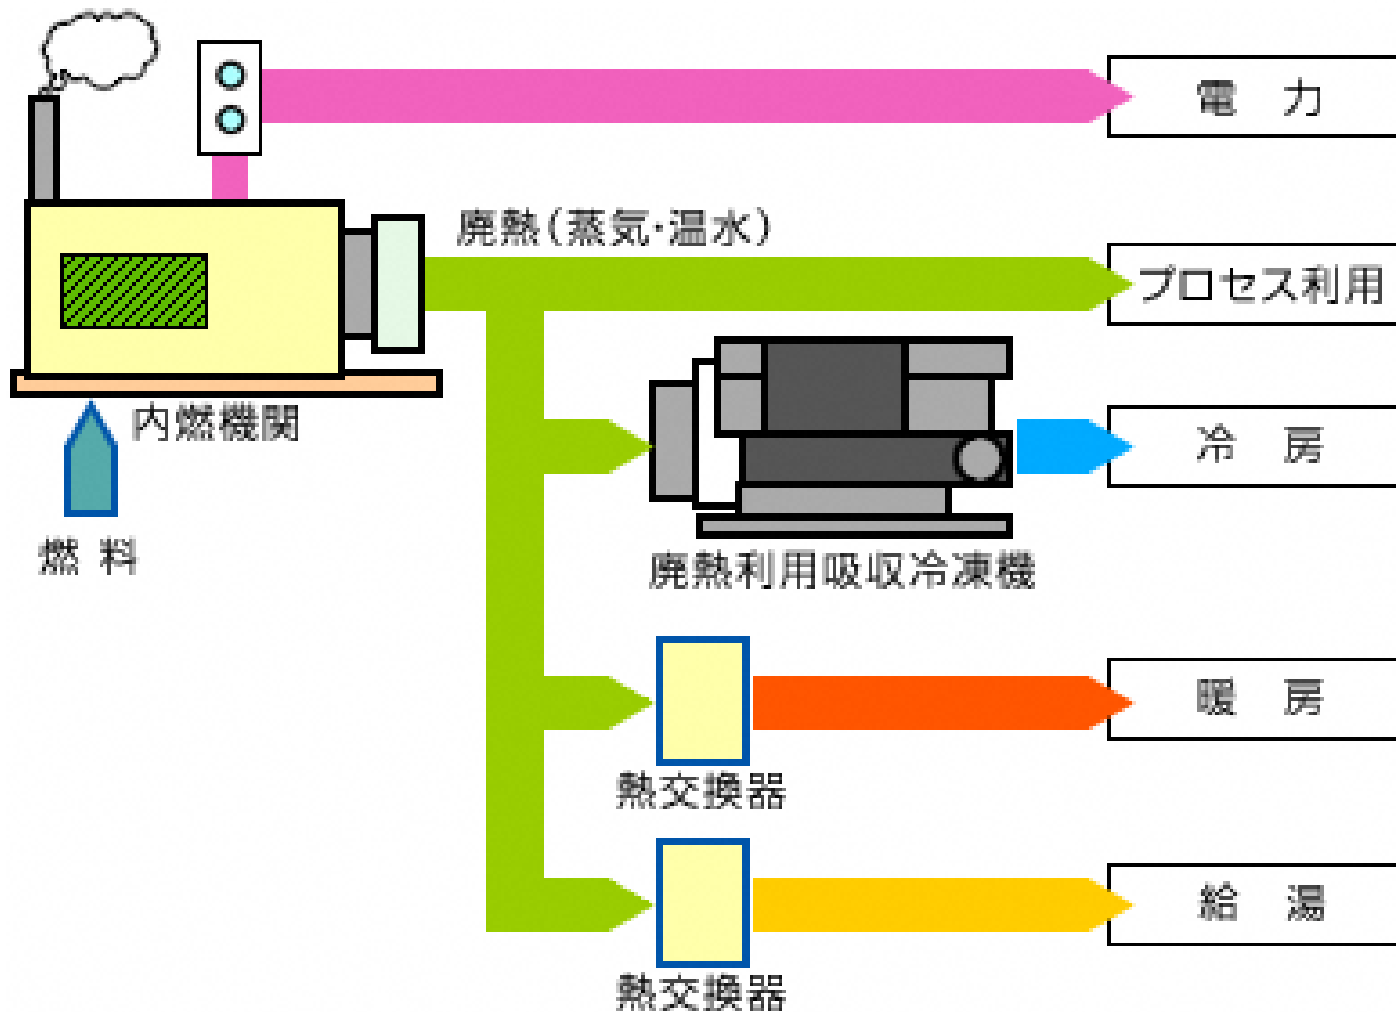 電　力
廃熱（蒸気・温水）
プロセス利用
内燃機関
冷　房
燃 料
廃熱利用吸収冷凍機
暖　房
熱交換器
給　湯
熱交換器